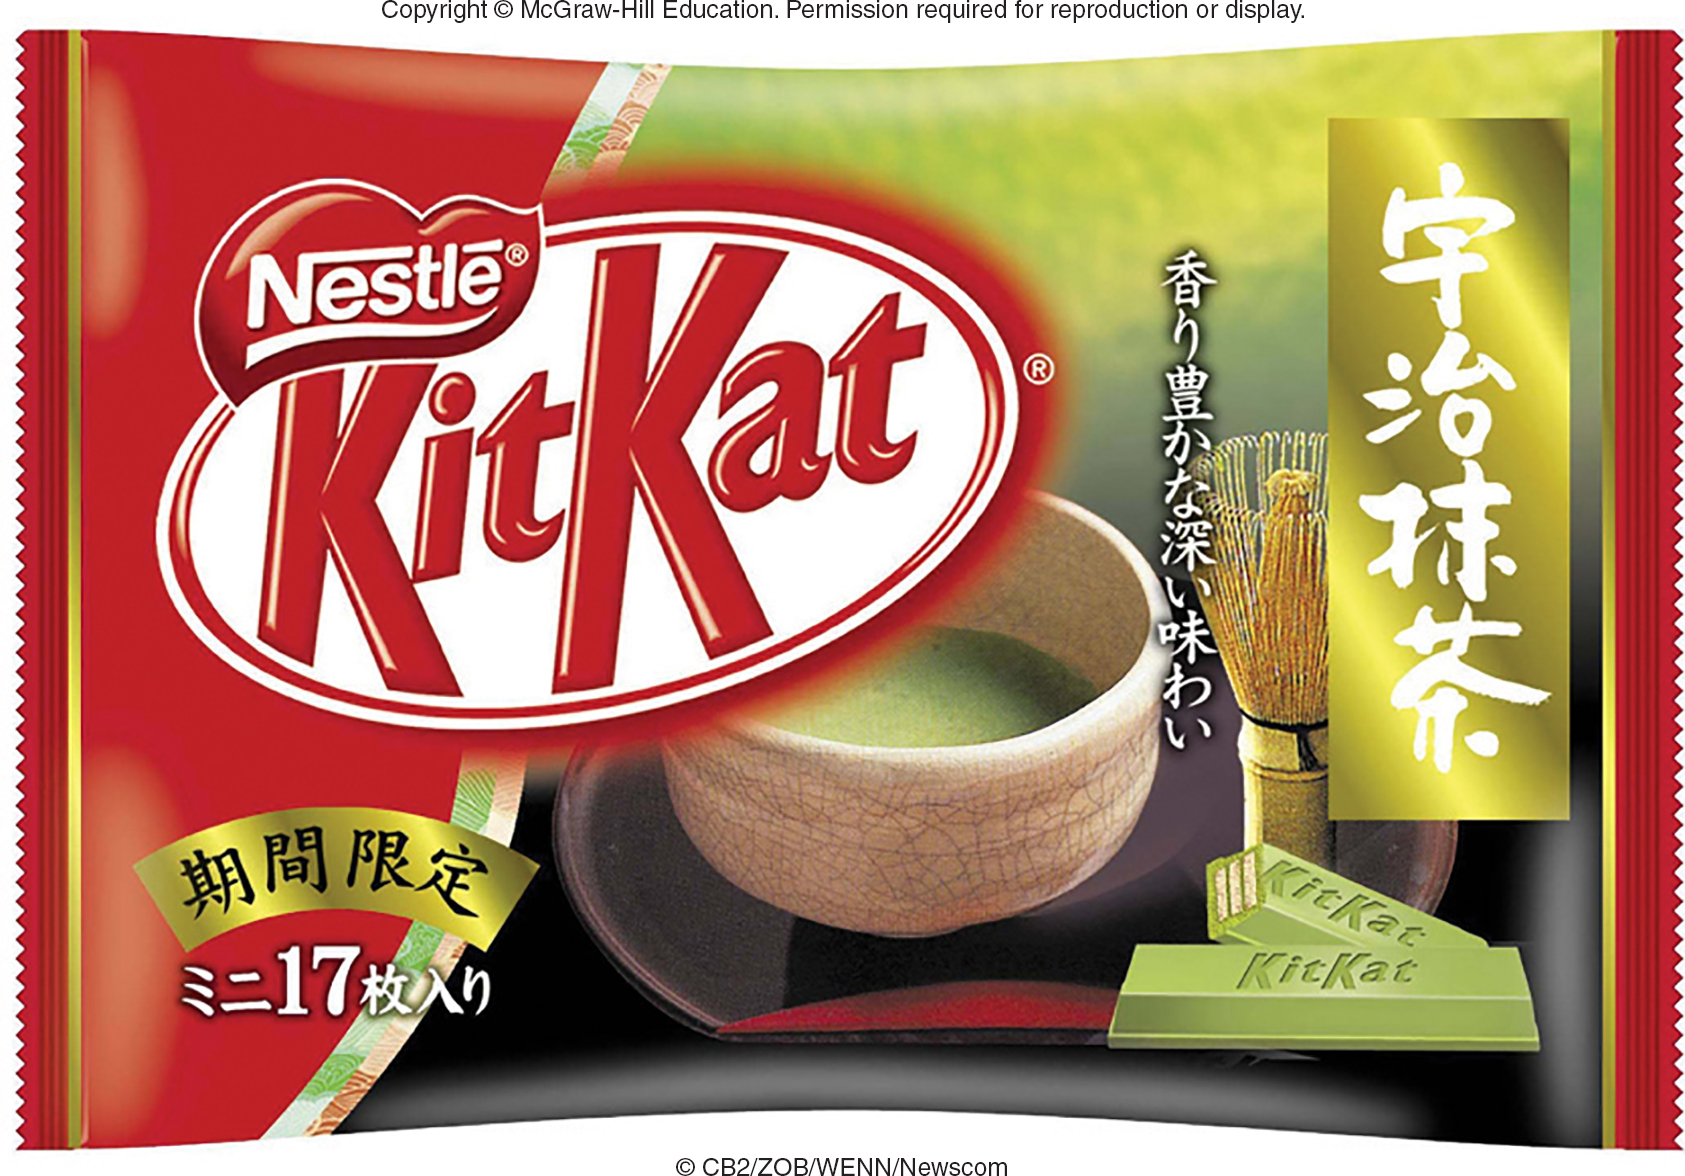 Copyright © McGraw-Hill Education. Permission required for reproduction or display.
Nestlē®
KitKat®
宇治抹茶
香り豊かな深い味わい
期間限定
ミニ17枚入り
KitKat
KitKat
© CB2/ZOB/WENN/Newscom